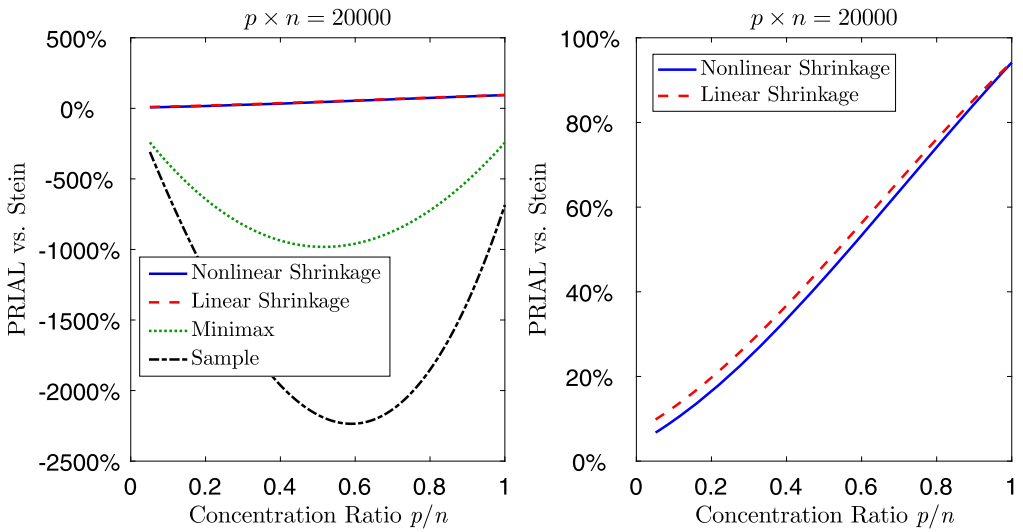 p × n = 20000
500%
0%
-500%
-1000%
-1500%
-2000%
-2500%
PRIAL vs. Stein
Nonlinear Shrinkage
Linear Shrinkage
Minimax
Sample
0 0.2 0.4 0.6 0.8 1
Concentration Ratio p/n
p × n = 20000
100%
80%
60%
40%
20%
0%
PRIAL vs. Stein
Nonlinear Shrinkage
Linear Shrinkage
0 0.2 0.4 0.6 0.8 1
Concentration Ratio p/n